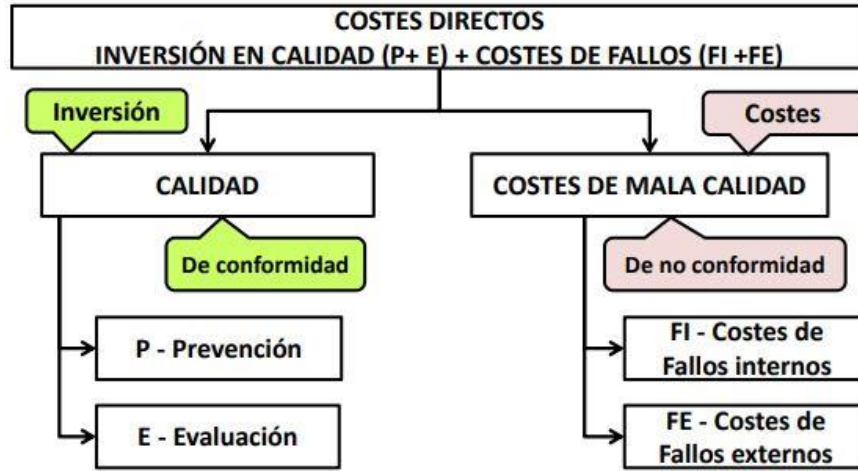 COSTES DIRECTOS
INVERSIÓN EN CALIDAD (P+ E) + COSTES DE FALLOS (FI +FE)
Inversión
Costes
CALIDAD
COSTES DE MALA CALIDAD
De conformidad
De no conformidad
P - Prevención
FI - Costes de
Fallos internos
E - Evaluación
FE - Costes de
Fallos externos